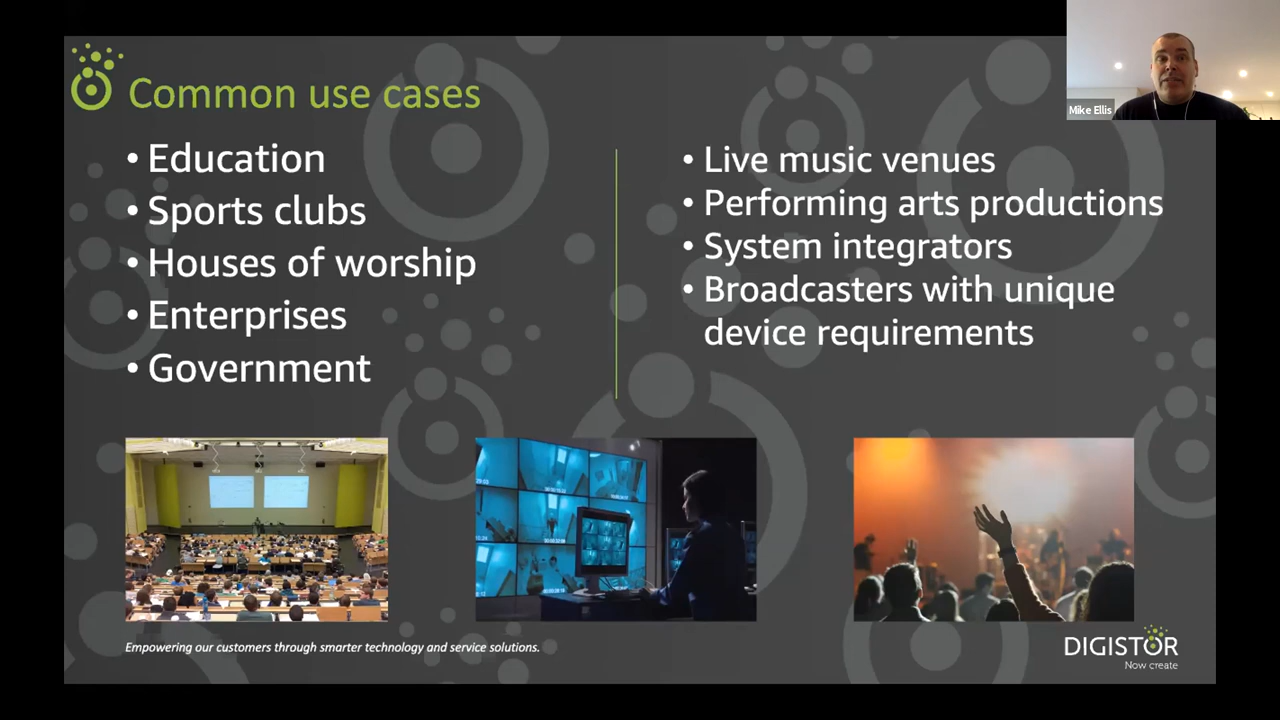 Common use cases
• Education
• Sports clubs
• Houses of worship
• Enterprises
• Government
• Live music venues
• Performing arts productions
• System integrators
• Broadcasters with unique
device requirements
Mike Ellis
Empowering our customers through smarter technology and service solutions.
DIGISTOR
Now create